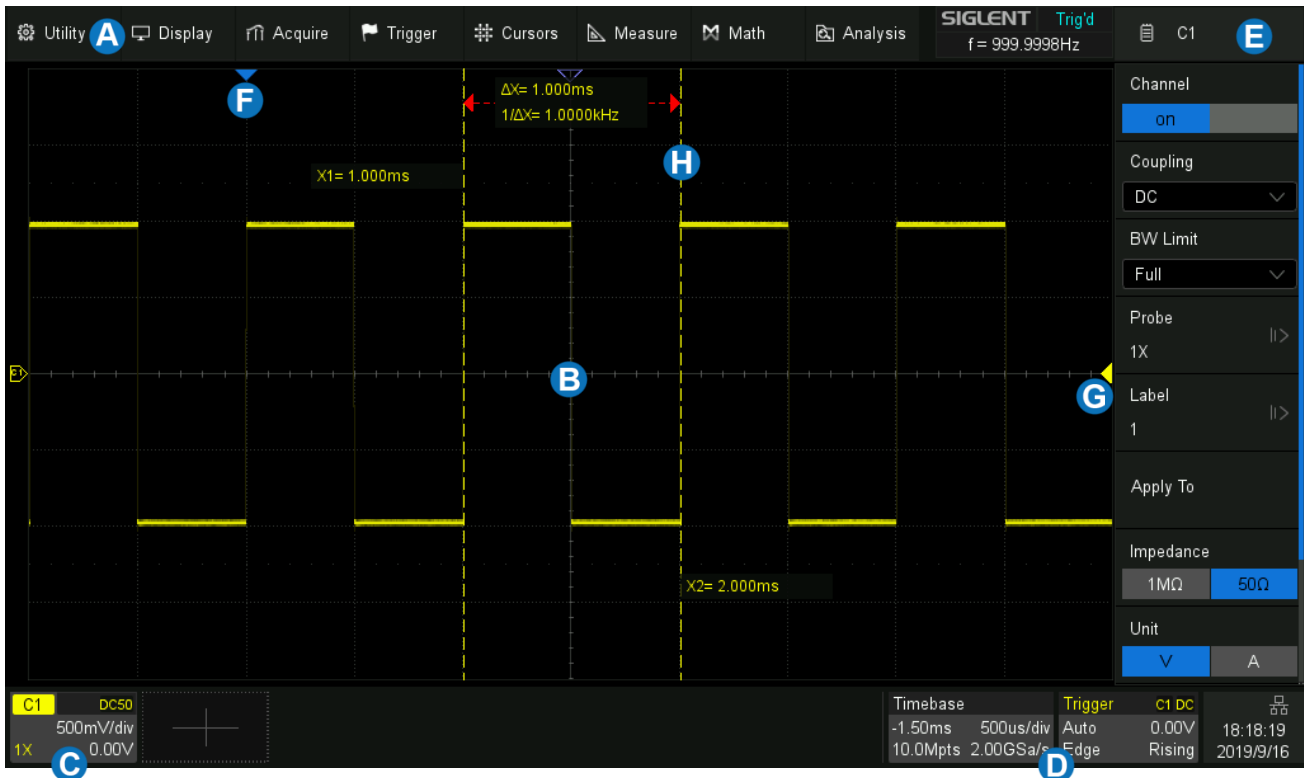 Utility A Display Acquire Trigger Cursors Measure Math Analysis
SIGLENT Trig'd
f = 999.9998Hz
C1 E
F
ΔX= 1.000ms
1/ΔX= 1.0000kHz
H
X1= 1.000ms
C1
B
G
X2= 2.000ms
Channel
on
Coupling
DC
BW Limit
Full
Probe
1X
Label
1
Apply To
Impedance
1MΩ 50Ω
Unit
V A
C1 DC50
500mV/div
1X 0.00V
C
Timebase
-1.50ms 500us/div
10.0Mpts 2.00GSa/s
D
Trigger C1 DC
Auto 0.00V
Edge Rising
18:18:19
2019/9/16